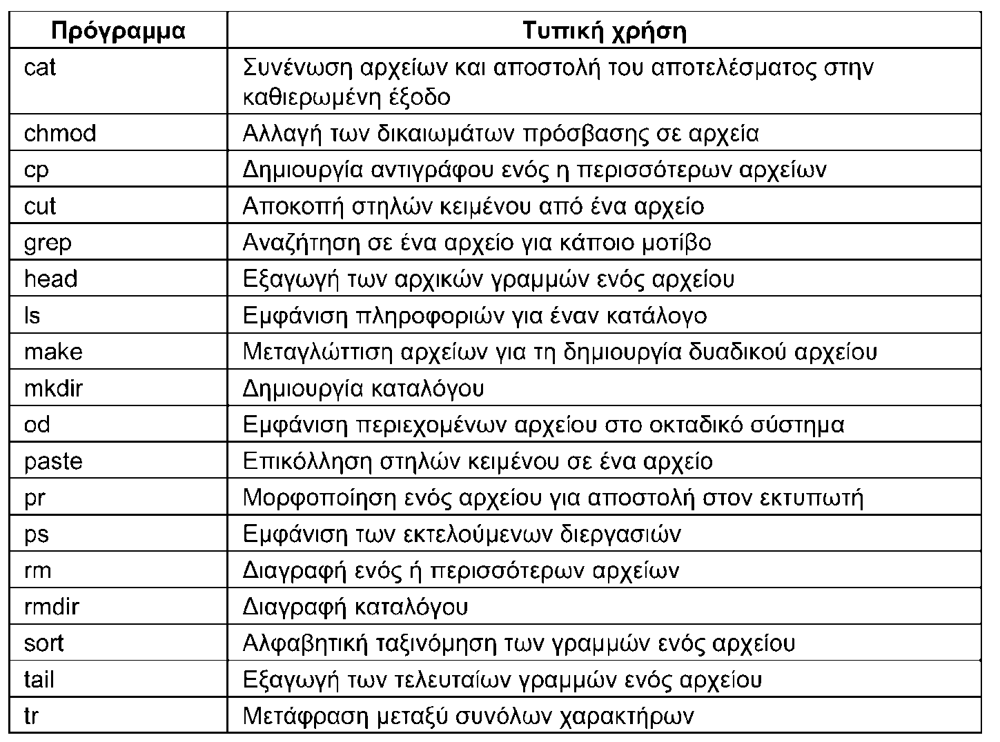 Πρόγραμμα Τυπική χρήση
cat Συνένωση αρχείων και αποστολή του αποτελέσματος στην
καθιερωμένη έξοδο
chmod Αλλαγή των δικαιωμάτων πρόσβασης σε αρχεία
cp Δημιουργία αντιγράφου ενός η περισσότερων αρχείων
cut Αποκοπή στηλών κειμένου από ένα αρχείο
grep Αναζήτηση σε ένα αρχείο για κάποιο μοτίβο
head Εξαγωγή των αρχικών γραμμών ενός αρχείου
ls Εμφάνιση πληροφοριών για έναν κατάλογο
make Μεταγλώττιση αρχείων για τη δημιουργία δυαδικού αρχείου
mkdir Δημιουργία καταλόγου
od Εμφάνιση περιεχομένων αρχείου στο οκταδικό σύστημα
paste Επικόλληση στηλών κειμένου σε ένα αρχείο
pr Μορφοποίηση ενός αρχείου για αποστολή στον εκτυπωτή
ps Εμφάνιση των εκτελούμενων διεργασιών
rm Διαγραφή ενός ή περισσότερων αρχείων
rmdir Διαγραφή καταλόγου
sort Αλφαβητική ταξινόμηση των γραμμών ενός αρχείου
tail Εξαγωγή των τελευταίων γραμμών ενός αρχείου
tr Μετάφραση μεταξύ συνόλων χαρακτήρων